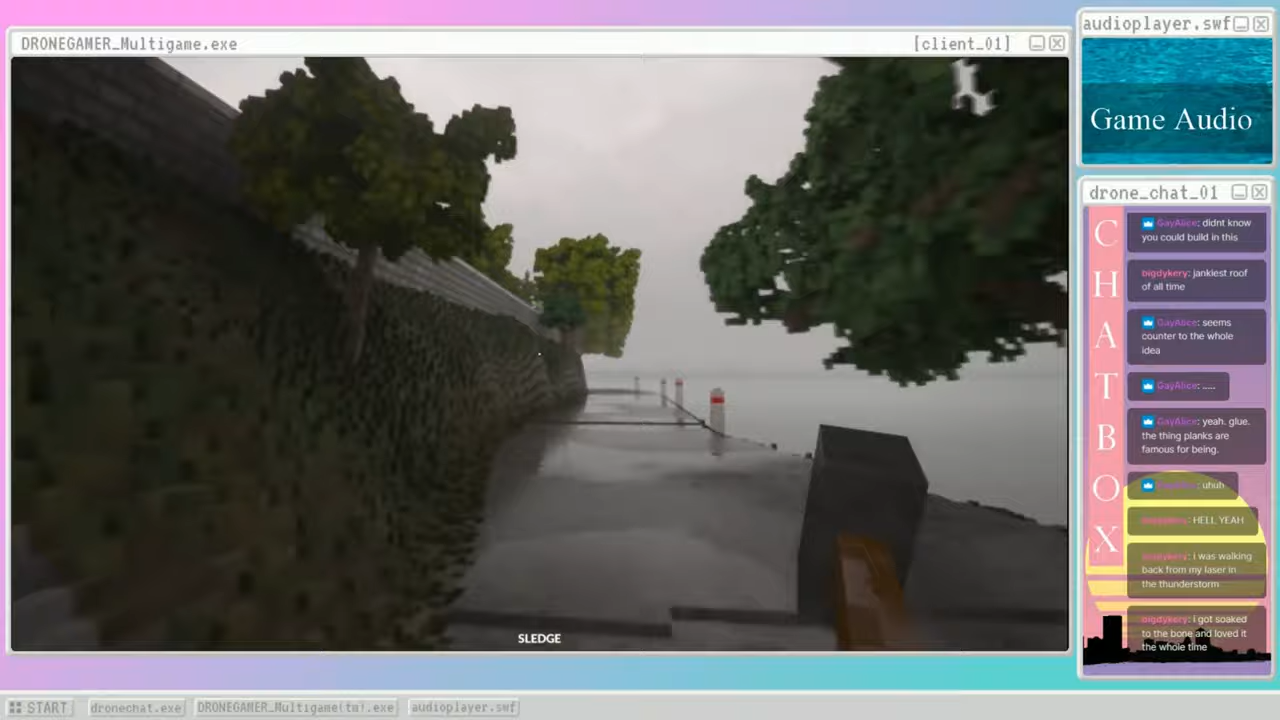 DRONEGAMER_Multigame.exe
[client_01]
SLEDGE
audioplayer.swf
Game Audio
drone_chat_01
CHATBOX
GayAlice: didnt know
you could build in this
bigdykery: jankiest roof
of all time
GayAlice: seems
counter to the whole
idea
GayAlice: .....
GayAlice: yeah. glue.
the thing planks are
famous for being.
GayAlice: uhuh
bigdykery: HELL YEAH
bigdykery: i was walking
back from my laser in
the thunderstorm
bigdykery: i got soaked
to the bone and loved it
the whole time
START
dronechat.exe
DRONEGAMER_Multigame(tm).exe
audioplayer.swf